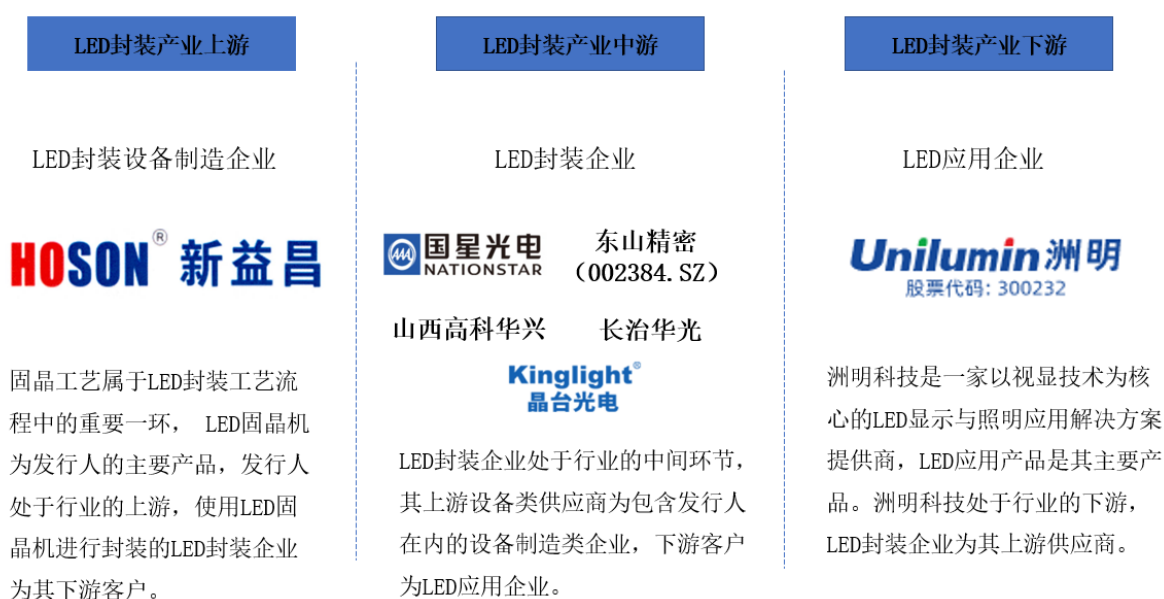 LED封装产业上游
LED封装设备制造企业
HOSON® 新益昌
固晶工艺属于LED封装工艺流
程中的重要一环， LED固晶机
为发行人的主要产品，发行人
处于行业的上游，使用LED固
晶机进行封装的LED封装企业
为其下游客户。
LED封装产业中游
LED封装企业
国星光电
NATIONSTAR
东山精密
（002384.SZ）
山西高科华兴
长治华光
Kinglight®
晶台光电
LED封装企业处于行业的中间环节，
其上游设备类供应商为包含发行人
在内的设备制造类企业，下游客户
为LED应用企业。
LED封装产业下游
LED应用企业
Unilumin洲明
股票代码：300232
洲明科技是一家以视显技术为核
心的LED显示与照明应用解决方案
提供商，LED应用产品是其主要产
品。洲明科技处于行业的下游，
LED封装企业为其上游供应商。